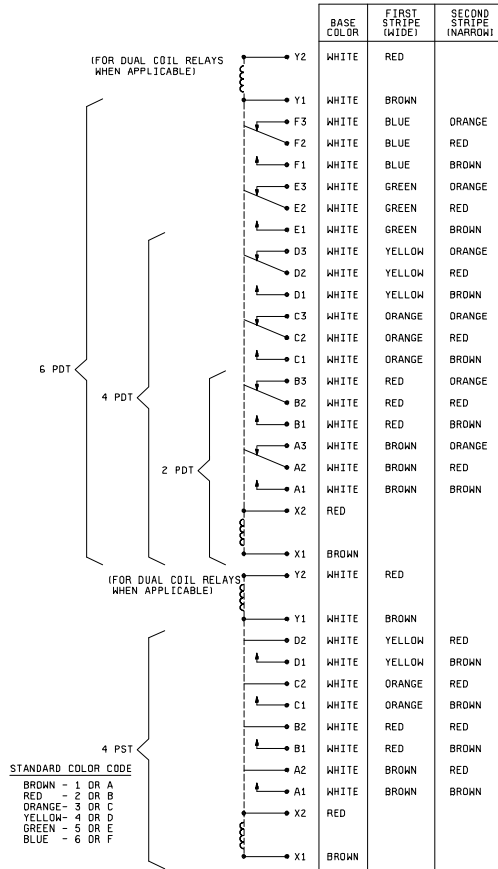 BASE COLOR
FIRST STRIPE (WIDE)
SECOND STRIPE (NARROW)
(FOR DUAL COIL RELAYS
WHEN APPLICABLE)
Y2 WHITE RED
Y1 WHITE BROWN
F3 WHITE BLUE ORANGE
F2 WHITE BLUE RED
F1 WHITE BLUE BROWN
E3 WHITE GREEN ORANGE
E2 WHITE GREEN RED
E1 WHITE GREEN BROWN
D3 WHITE YELLOW ORANGE
D2 WHITE YELLOW RED
D1 WHITE YELLOW BROWN
C3 WHITE ORANGE ORANGE
C2 WHITE ORANGE RED
C1 WHITE ORANGE BROWN
6 PDT
4 PDT
2 PDT
B3 WHITE RED ORANGE
B2 WHITE RED RED
B1 WHITE RED BROWN
A3 WHITE BROWN ORANGE
A2 WHITE BROWN RED
A1 WHITE BROWN BROWN
X2 RED
X1 BROWN
(FOR DUAL COIL RELAYS
WHEN APPLICABLE)
Y2 WHITE RED
Y1 WHITE BROWN
D2 WHITE YELLOW RED
D1 WHITE YELLOW BROWN
C2 WHITE ORANGE RED
C1 WHITE ORANGE BROWN
B2 WHITE RED RED
4 PST
B1 WHITE RED BROWN
A2 WHITE BROWN RED
A1 WHITE BROWN BROWN
X2 RED
X1 BROWN
STANDARD COLOR CODE
BROWN - 1 OR A
RED - 2 OR B
ORANGE- 3 OR C
YELLOW- 4 OR D
GREEN - 5 OR E
BLUE - 6 OR F